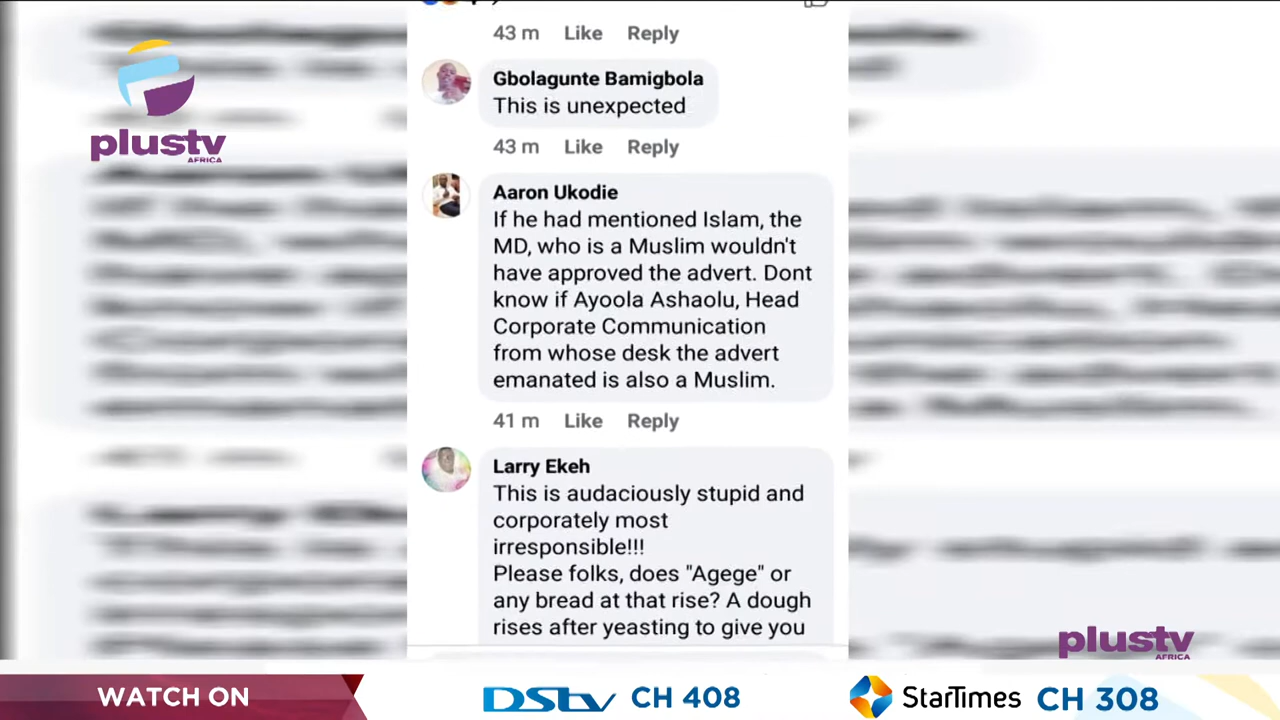 43 m Like Reply
Gbolagunte Bamigbola
This is unexpected
43 m Like Reply
Aaron Ukodie
If he had mentioned Islam, the
MD, who is a Muslim wouldn't
have approved the advert. Dont
know if Ayoola Ashaolu, Head
Corporate Communication
from whose desk the advert
emanated is also a Muslim.
41 m Like Reply
Larry Ekeh
This is audaciously stupid and
corporately most
irresponsible!!!
Please folks, does "Agege" or
any bread at that rise? A dough
rises after yeasting to give you
plustv
AFRICA
plustv
AFRICA
WATCH ON
DStv CH 408
StarTimes CH 308